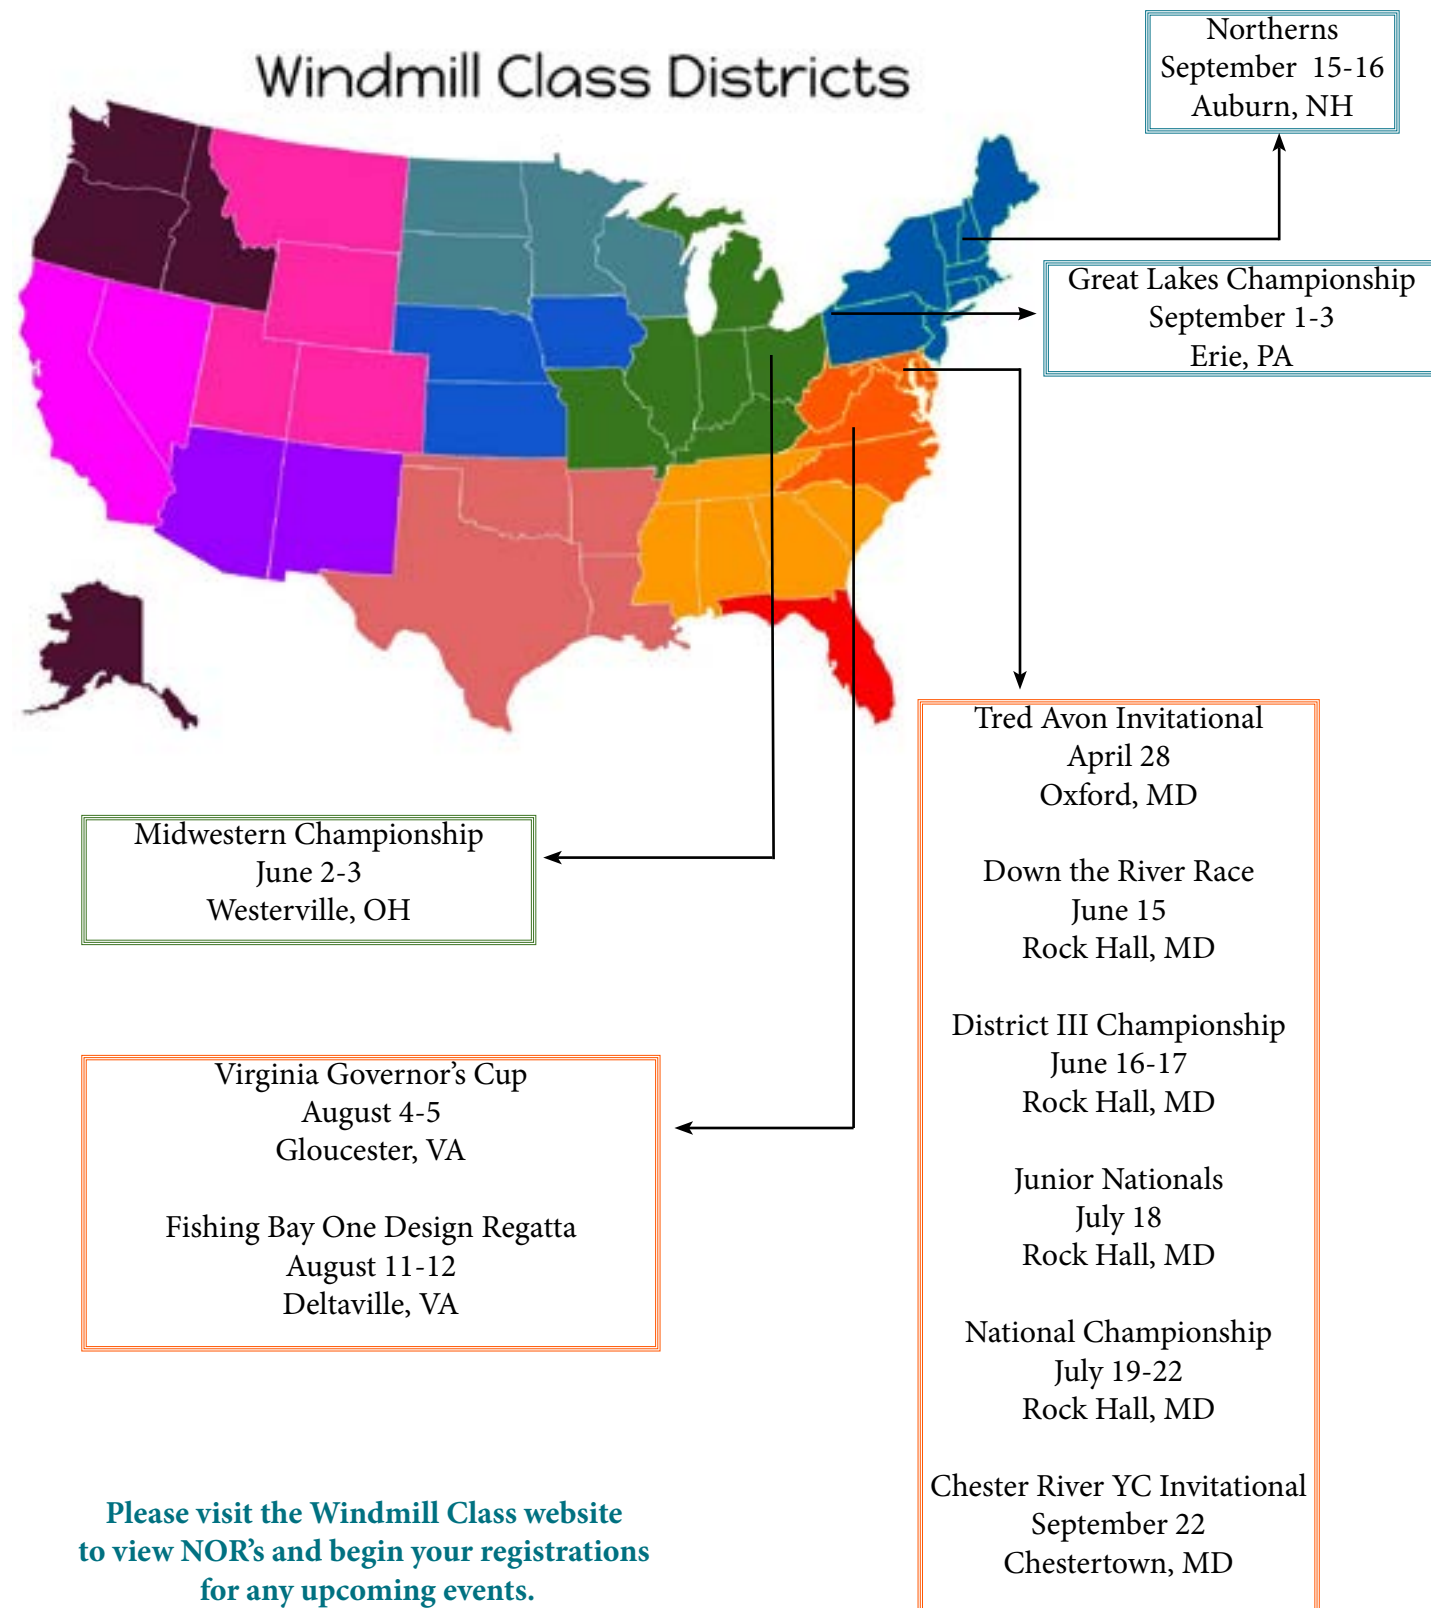 Windmill Class Districts
Northerns
September 15-16
Auburn, NH
Great Lakes Championship
September 1-3
Erie, PA
Tred Avon Invitational
April 28
Oxford, MD
Down the River Race
June 15
Rock Hall, MD
District III Championship
June 16-17
Rock Hall, MD
Junior Nationals
July 18
Rock Hall, MD
National Championship
July 19-22
Rock Hall, MD
Chester River YC Invitational
September 22
Chestertown, MD
Midwestern Championship
June 2-3
Westerville, OH
Virginia Governor's Cup
August 4-5
Gloucester, VA
Fishing Bay One Design Regatta
August 11-12
Deltaville, VA
Please visit the Windmill Class website
to view NOR's and begin your registrations
for any upcoming events.